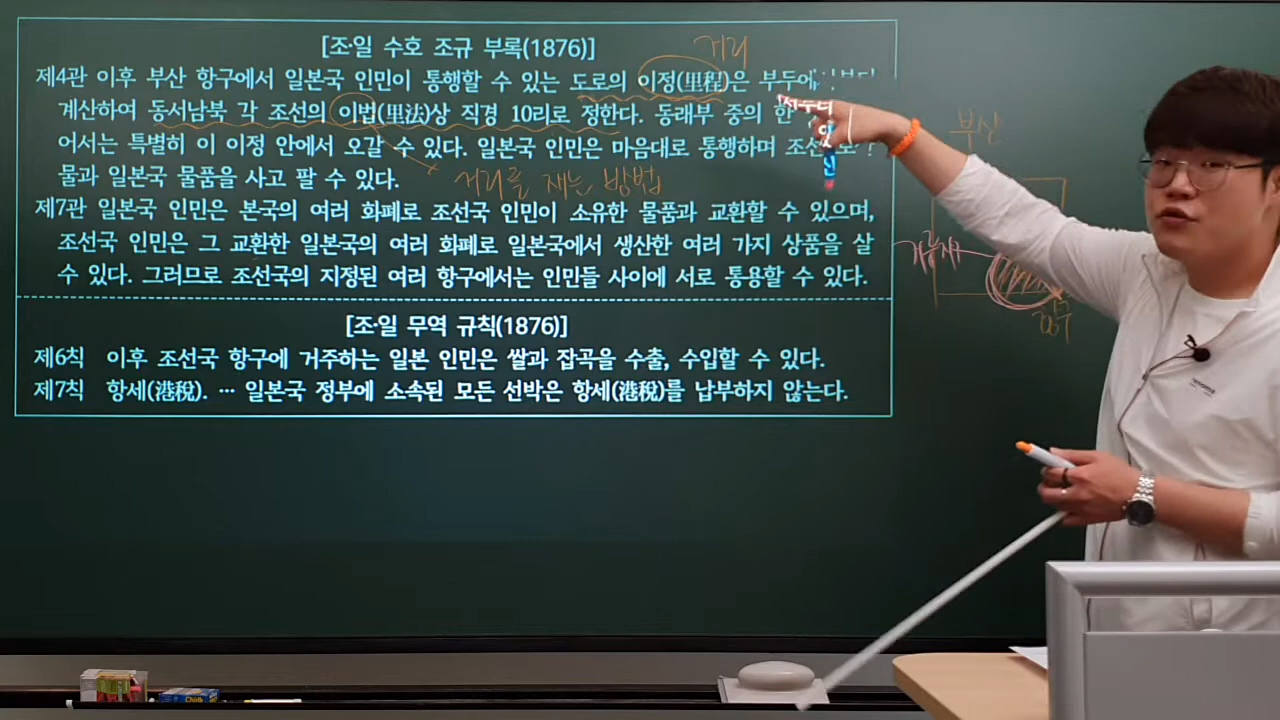 [조·일 수호 조규 부록(1876)]
거리
제4관 이후 부산 항구에서 일본국 인민이 통행할 수 있는 도로의 이정(里程)은 부두에
계산하여 동서남북 각 조선의 이법(里法)상 직경 10리로 정한다. 동래부 중의 한
어서는 특별히 이 이정 안에서 오갈 수 있다. 일본국 인민은 마음대로 통행하며
거리를 재는 방법
물과 일본국 물품을 사고 팔 수 있다.
제7관 일본국 인민은 본국의 여러 화폐로 조선국 인민이 소유한 물품과 교환할 수 있으며,
조선국 인민은 그 교환한 일본국의 여러 화폐로 일본국에서 생산한 여러 가지 상품을 살
수 있다. 그러므로 조선국의 지정된 여러 항구에서는 인민들 사이에 서로 통용할 수 있다.
[조·일 무역 규칙(1876)]
제6칙 이후 조선국 항구에 거주하는 일본 인민은 쌀과 잡곡을 수출, 수입할 수 있다.
제7칙 항세(港稅). ··· 일본국 정부에 소속된 모든 선박은 항세(港稅)를 납부하지 않는다.
부산